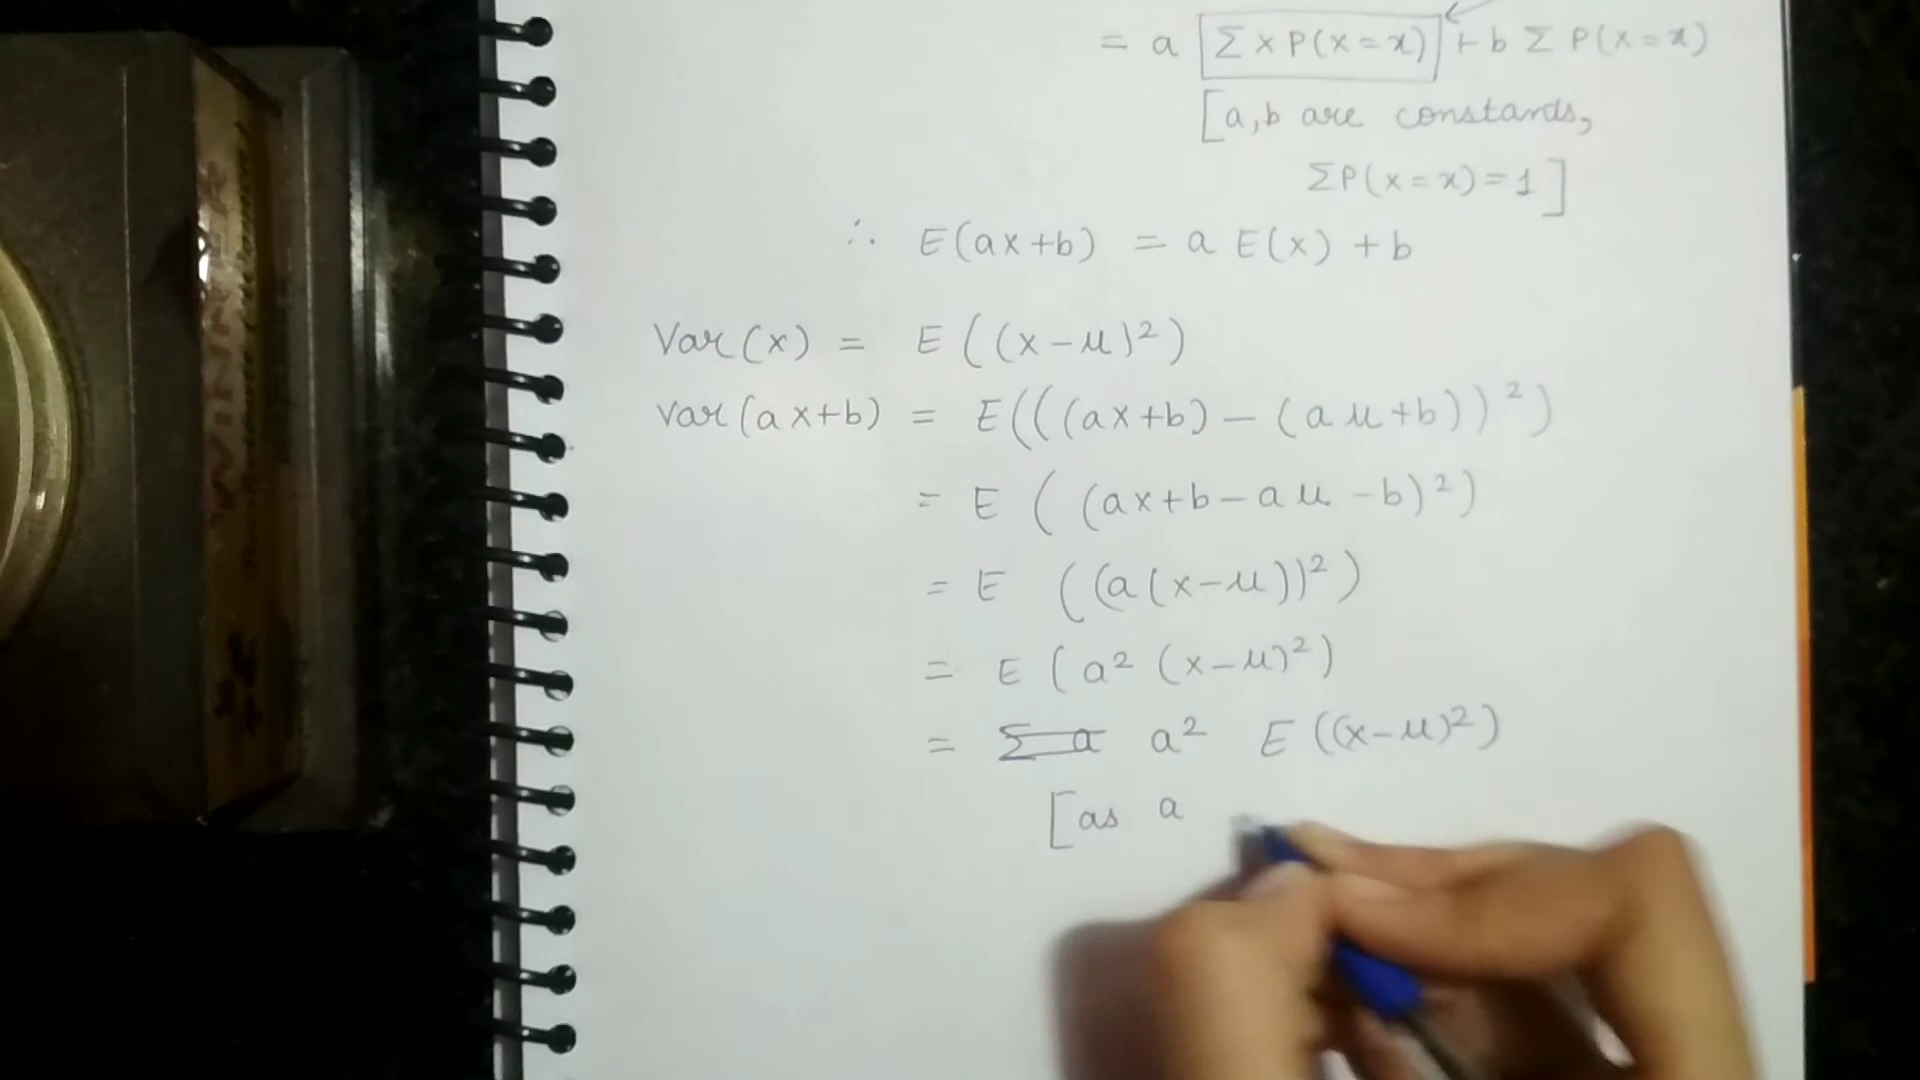 = a Σ x P(x = x) + b Σ P(x = x)
[a, b are constands,
ΣP(x = x) = 1]
∴ E(ax+b) = a E(x) + b
Var(x) = E((x-μ)²)
Var(ax+b) = E(((ax+b) - (aμ+b))²)
= E ((ax+b-aμ-b)²)
= E ((a(x-μ))²)
= E (a² (x-μ)²)
= Σ a a² E((x-μ)²)
[as a